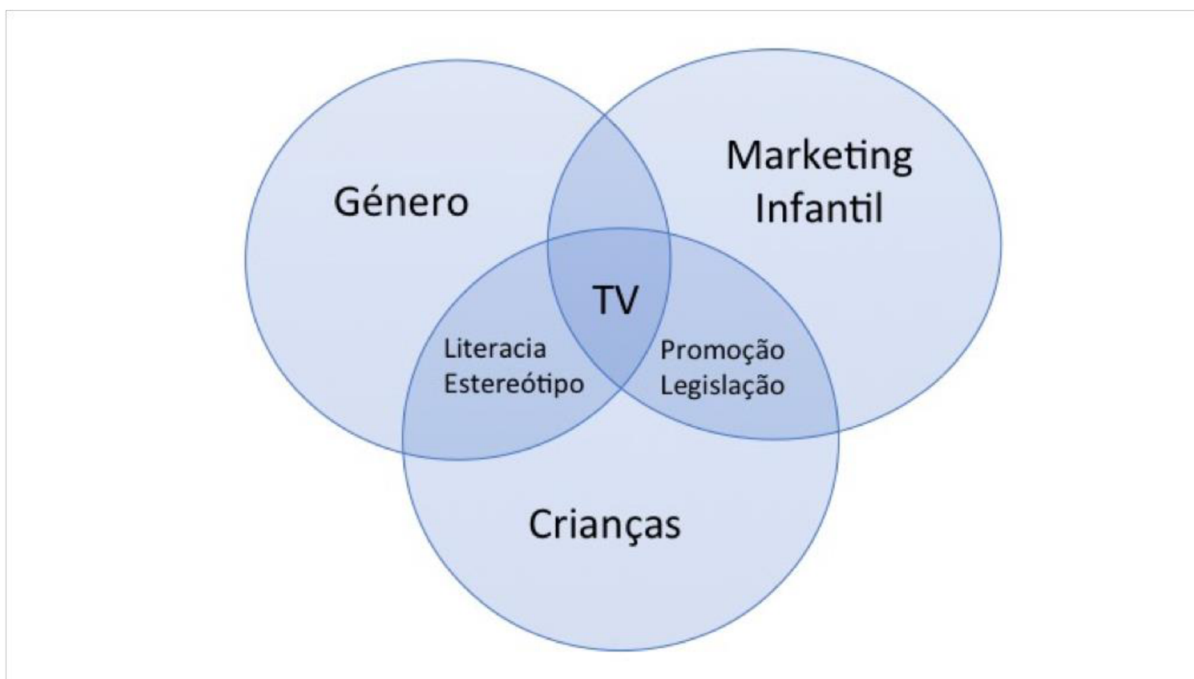 Género
Marketing
Infantil
TV
Literacia
Estereótipo
Promoção
Legislação
Crianças